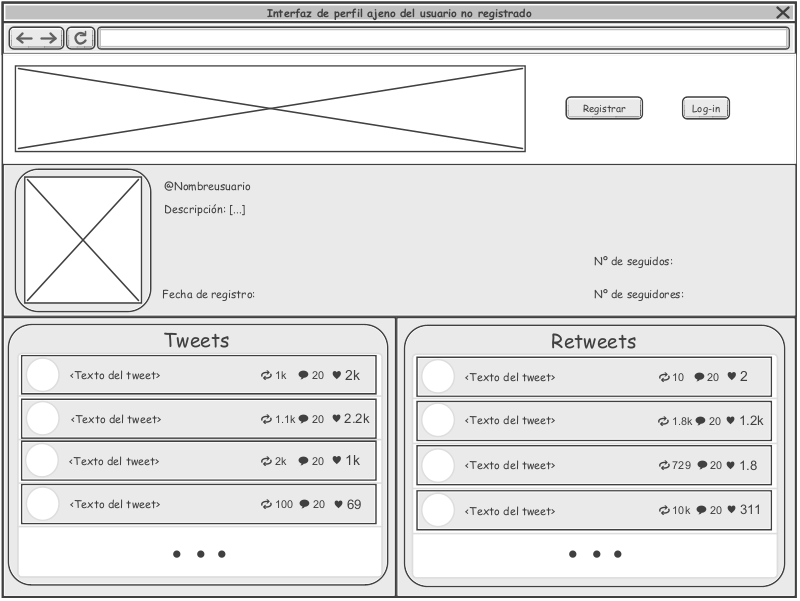 Interfaz de perfil ajeno del usuario no registrado
Registrar
Log-in
@Nombreusuario
Descripción: [...]
Nº de seguidos:
Fecha de registro:
Nº de seguidores:
Tweets
<Texto del tweet> 1k 20 2k
<Texto del tweet> 1.1k 20 2.2k
<Texto del tweet> 2k 20 1k
<Texto del tweet> 100 20 69
Retweets
<Texto del tweet> 10 20 2
<Texto del tweet> 1.8k 20 1.2k
<Texto del tweet> 729 20 1.8
<Texto del tweet> 10k 20 311